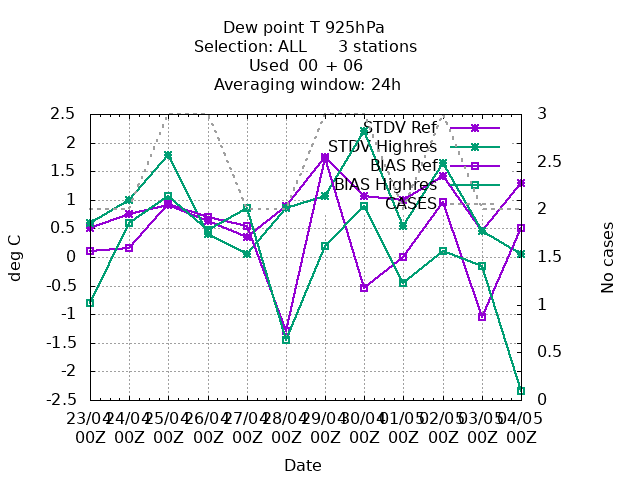 Dew point T 925hPa
Selection: ALL 3 stations
Used 00 + 06
Averaging window: 24h
2.5 3
STDV Ref
2
STDV Highres
2.5
BIAS Ref
1.5
BIAS Highres
1 2
CASES
0.5
0 1.5
-0.5
-1 1
-1.5
0.5
-2
-2.5 0
deg C
No cases
23/04 24/04 25/04 26/04 27/04 28/04 29/04 30/04 01/05 02/05 03/05 04/05
00Z 00Z 00Z 00Z 00Z 00Z 00Z 00Z 00Z 00Z 00Z 00Z
Date